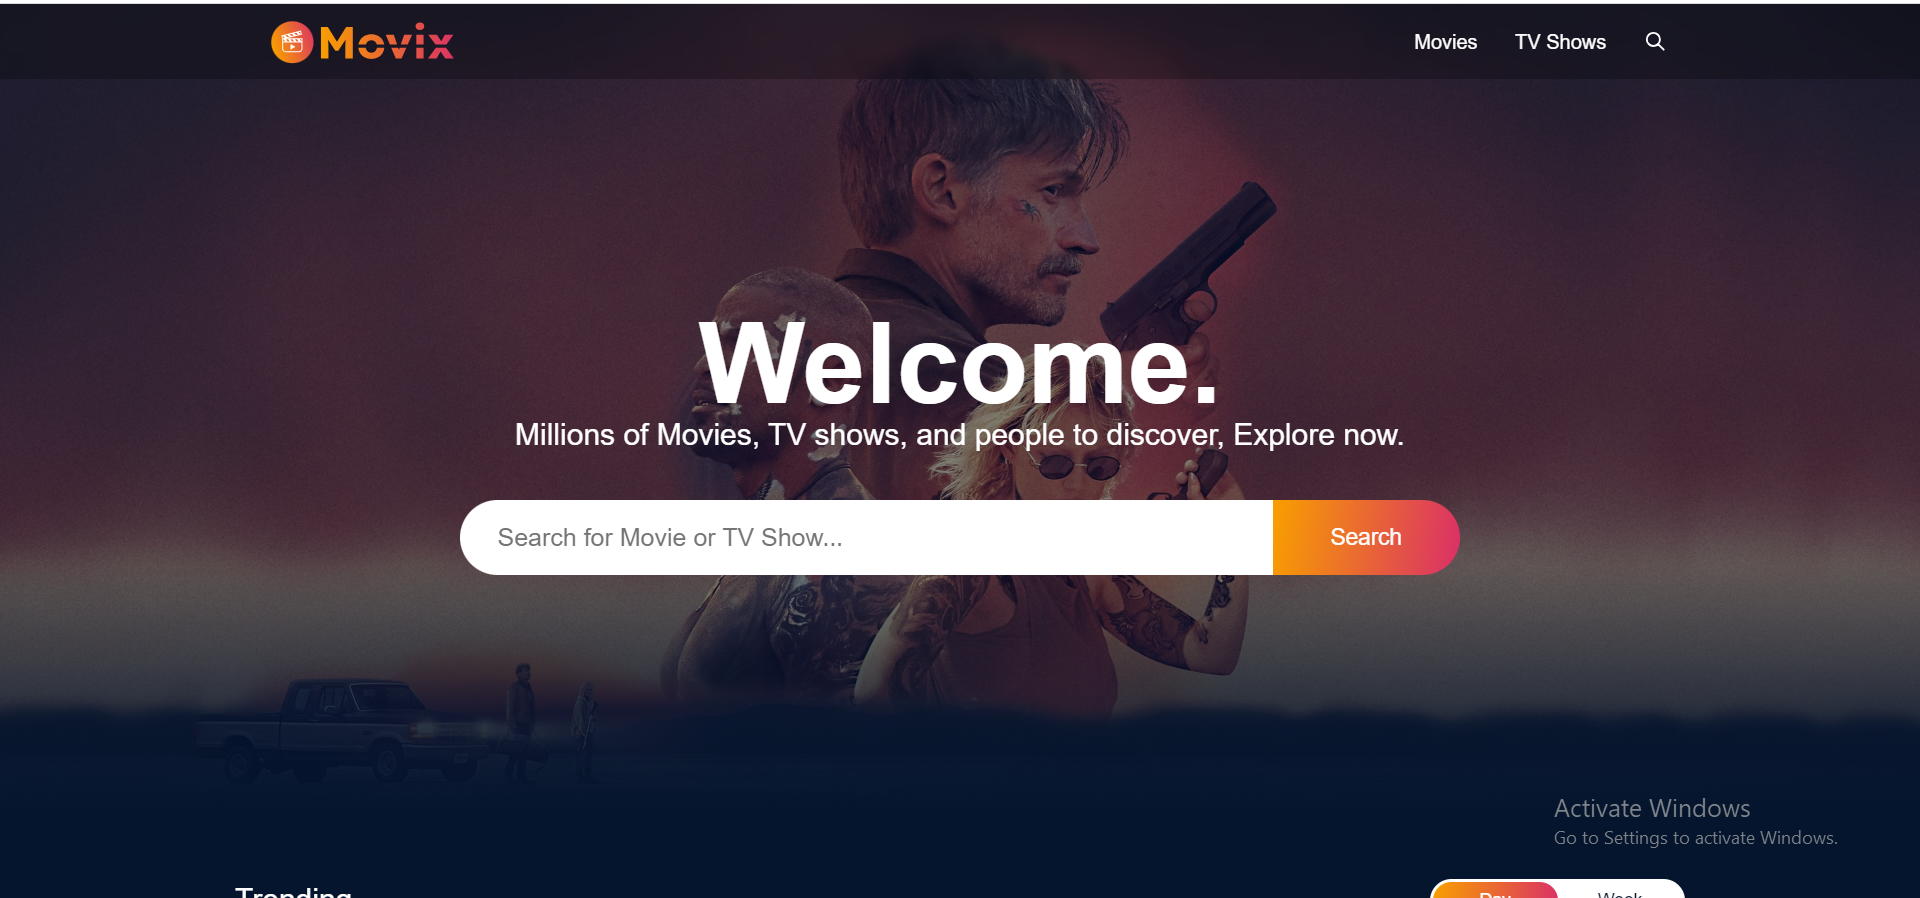 Movix
Movies
TV Shows
Welcome.
Millions of Movies, TV shows, and people to discover, Explore now.
Search for Movie or TV Show...
Search
Activate Windows
Go to Settings to activate Windows.
Trending
Day
Week